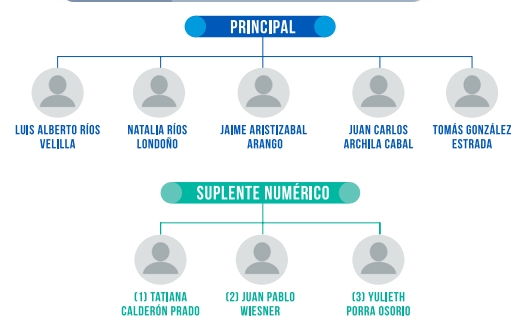 PRINCIPAL
LUIS ALBERTO RÍOS
VELILLA
NATALIA RÍOS
LONDOÑO
JAIME ARISTIZABAL
ARANGO
JUAN CARLOS
ARCHILA CABAL
TOMÁS GONZÁLEZ
ESTRADA
SUPLENTE NUMÉRICO
(1) TATIANA
CALDERÓN PRADO
(2) JUAN PABLO
WIESNER
(3) YULIETH
PORRA OSORIO